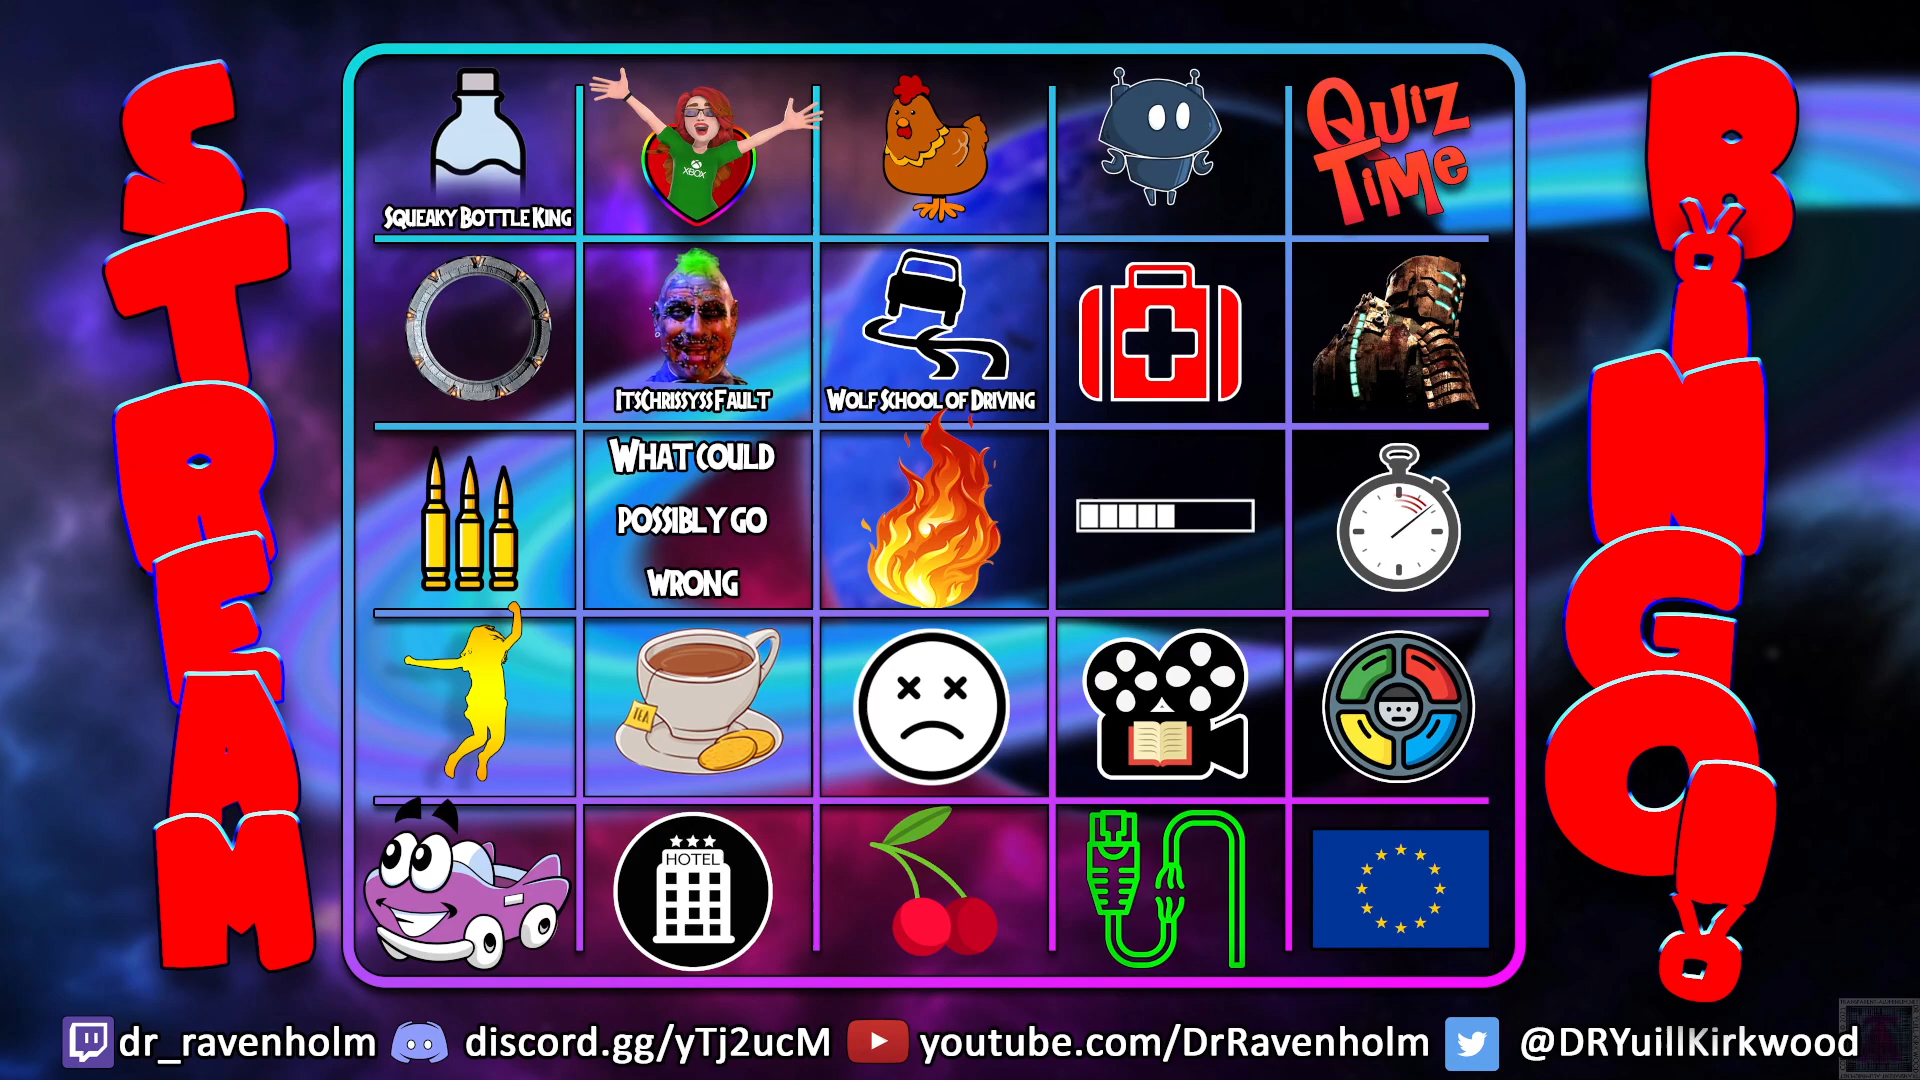 STREAM
BINGO!
SQUEAKY BOTTLE KING
XBOX
QUIZ
TIME
ITSCHRISSYSSFAULT
WOLF SCHOOL OF DRIVING
WHAT COULD
POSSIBLY GO
WRONG
TEA
HOTEL
dr_ravenholm
discord.gg/yTj2ucM
youtube.com/DrRavenholm
@DRYuillKirkwood